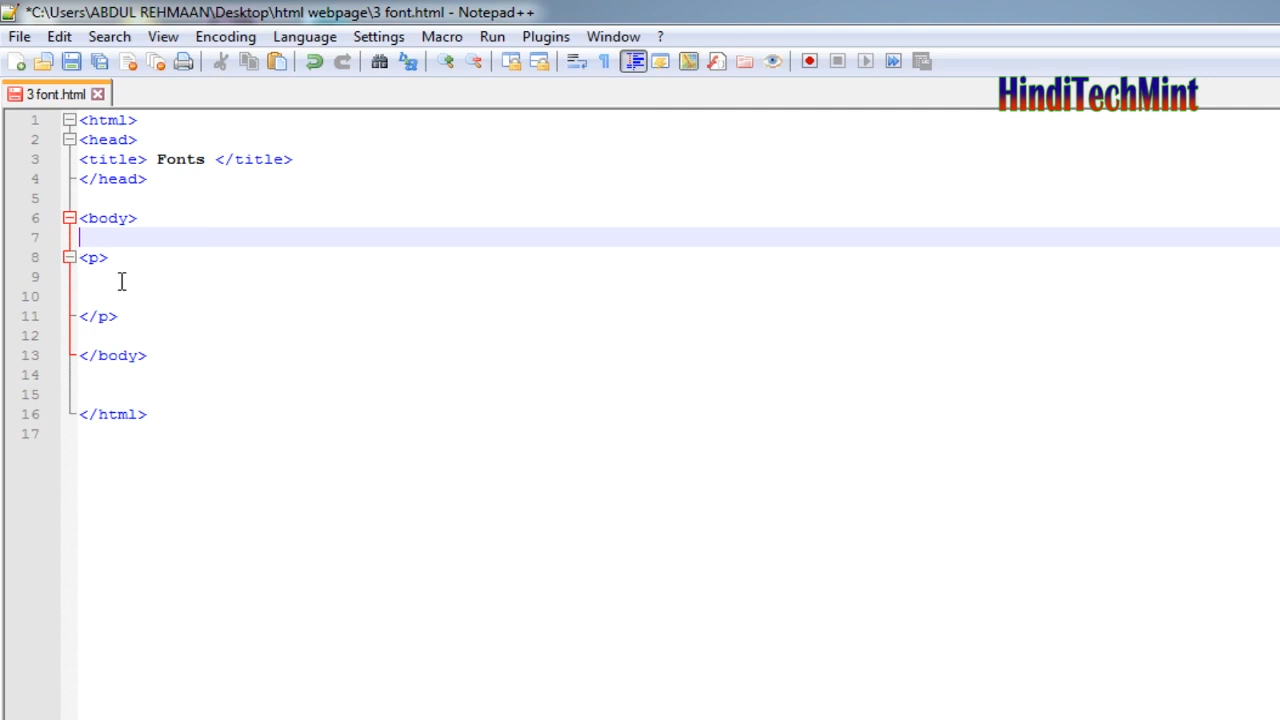 *C:\Users\ABDUL REHMAAN\Desktop\html webpage\3 font.html - Notepad++
File Edit Search View Encoding Language Settings Macro Run Plugins Window ?
3 font.html
HindiTechMint
1 <html>
2 <head>
3 <title> Fonts </title>
4 </head>
5
6 <body>
7
8 <p>
9
10
11 </p>
12
13 </body>
14
15
16 </html>
17